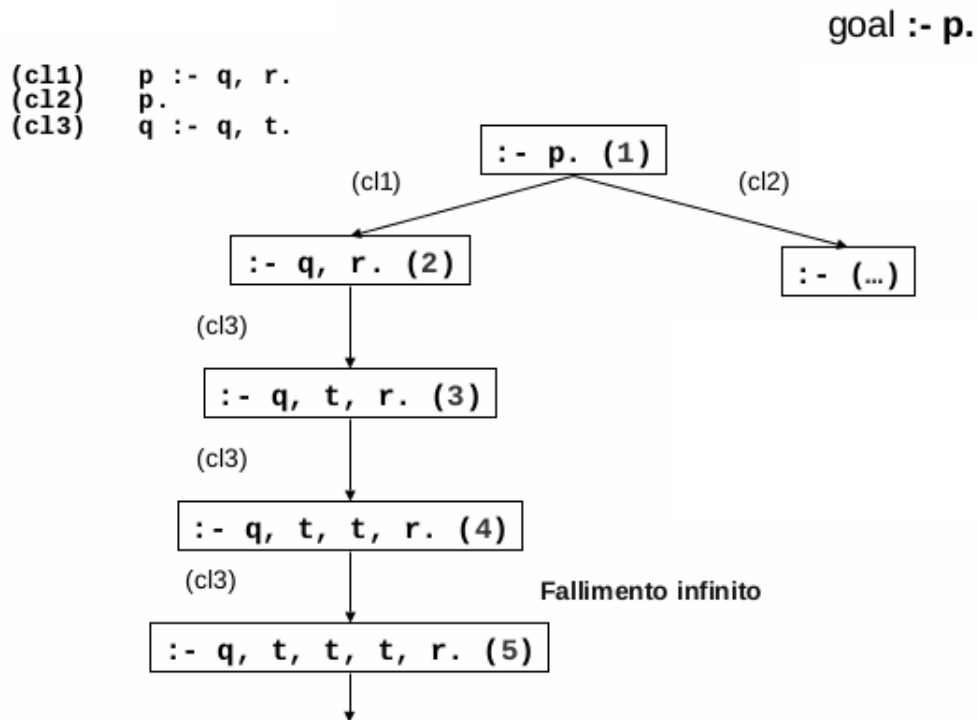 goal :- p.
(cl1) p :- q, r.
(cl2) p.
(cl3) q :- q, t.
:- p. (1)
(cl1)
(cl2)
:- q, r. (2)
:- (…)
(cl3)
:- q, t, r. (3)
(cl3)
:- q, t, t, r. (4)
(cl3)
Fallimento infinito
:- q, t, t, t, r. (5)